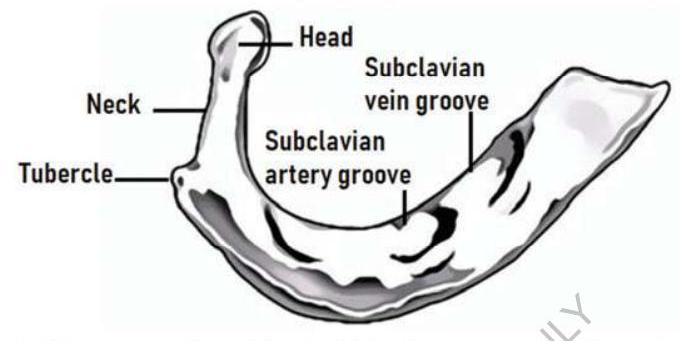 Head
Subclavian
vein groove
Neck
Subclavian
artery groove
Tubercle